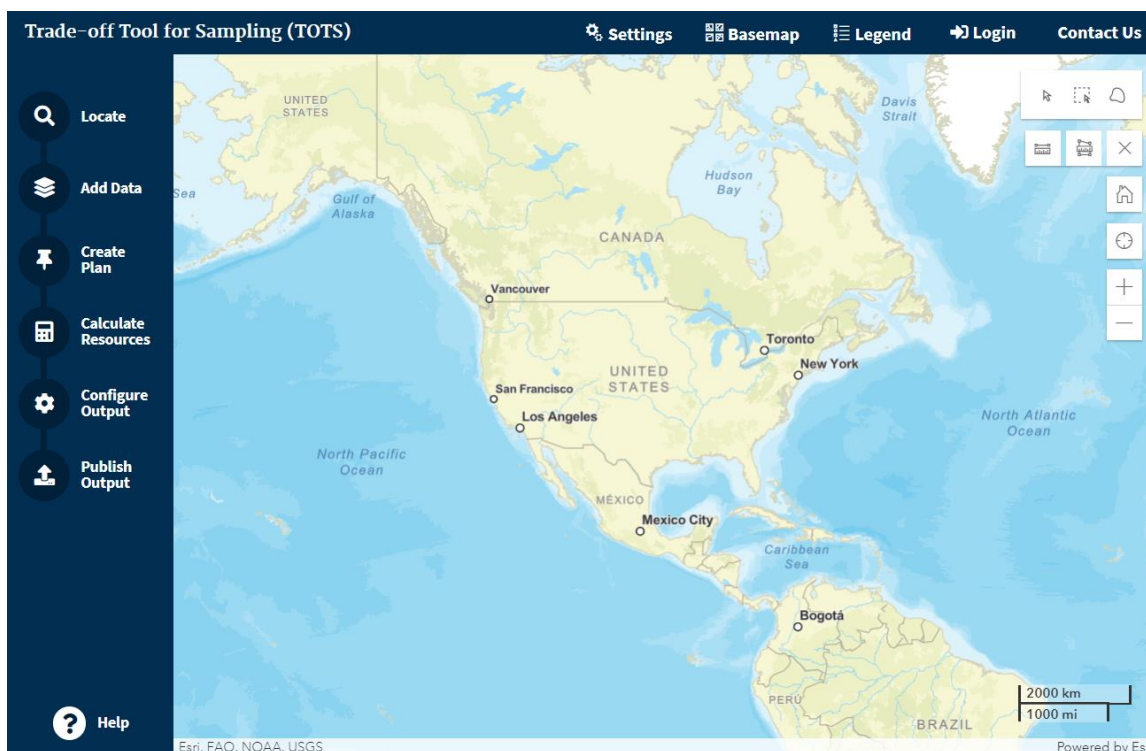 Trade-off Tool for Sampling (TOTS)
Settings
Basemap
Legend
Login
Contact Us
Locate
Add Data
Create
Plan
Calculate
Resources
Configure
Output
Publish
Output
Help
UNITED
STATES
Davis
Strait
Sea
Gulf of
Alaska
Hudson
Bay
CANADA
Vancouver
Toronto
New York
UNITED
STATES
San Francisco
Los Angeles
North Pacific
Ocean
North Atlantic
Ocean
MÉXICO
Mexico City
Caribbean
Sea
Bogotá
PERÚ
BRAZIL
2000 km
1000 mi
Esri, FAO, NOAA, USGS
Powered by Es